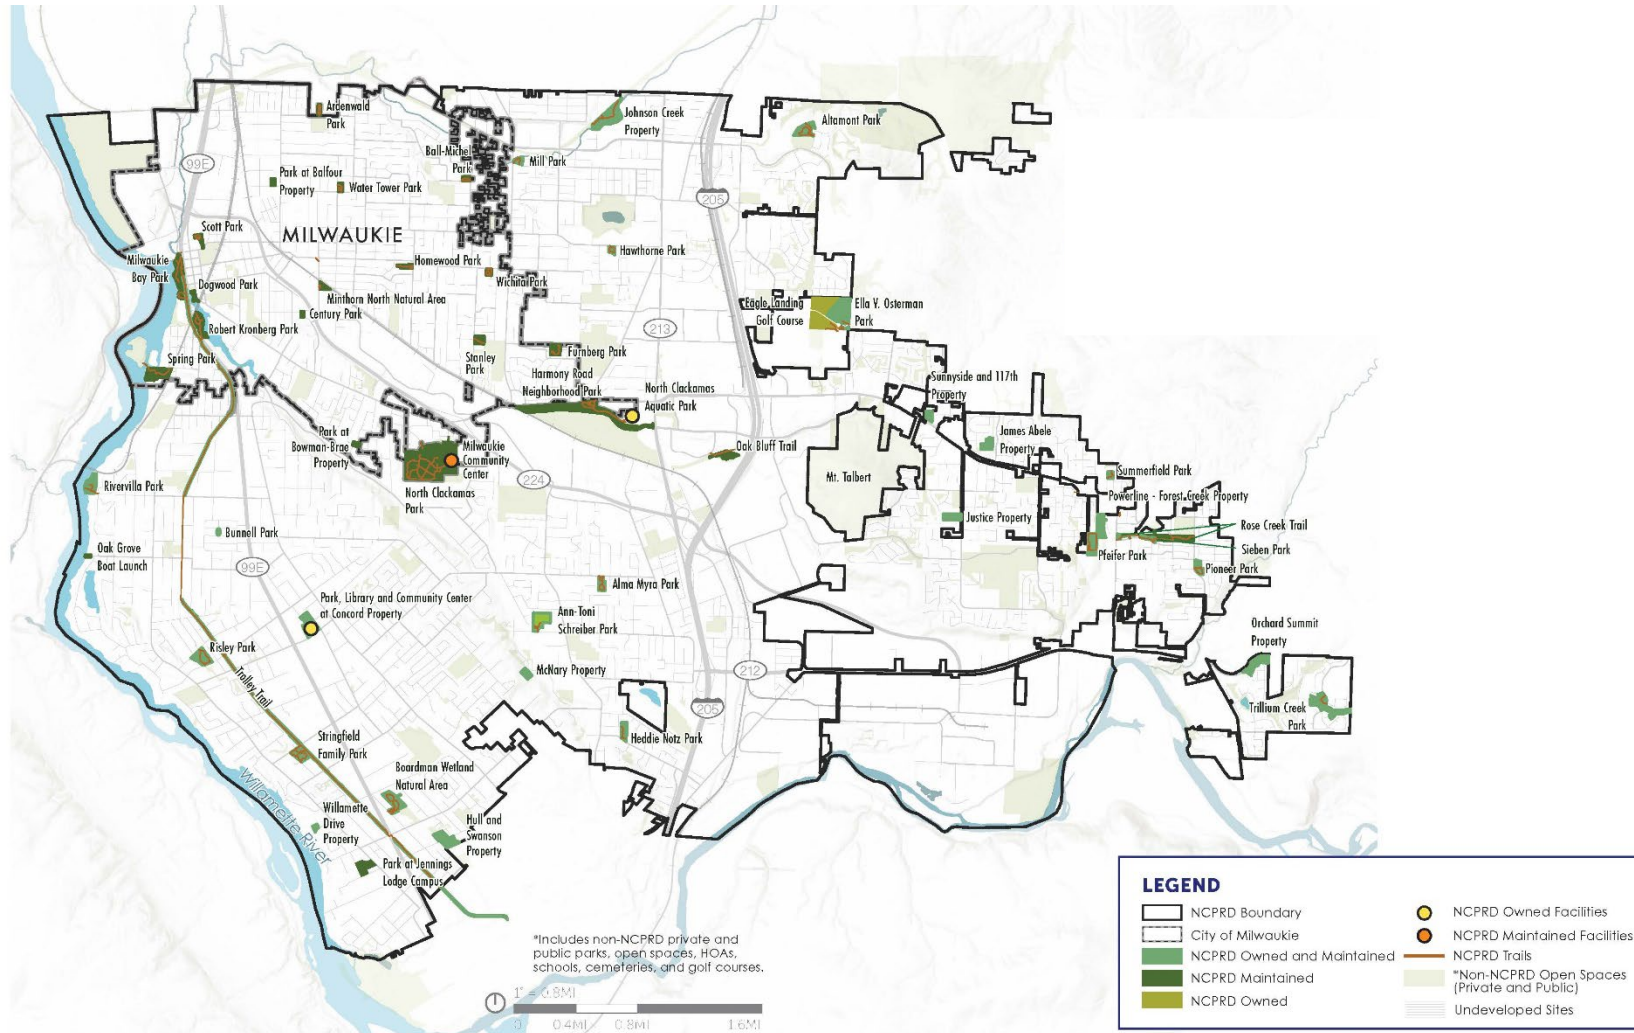 Ardenwald
Park
Johnson Creek
Property
Altamont Park
99E
Ball-Michel
Park
Mill Park
Park at Balfour
Property
Water Tower Park
205
Scott Park
MILWAUKIE
Hawthorne Park
Milwaukie
Bay Park
Homewood Park
Wichita Park
Dogwood Park
Minthorn North Natural Area
Century Park
Robert Kronberg Park
213
Eagle Landing
Golf Course
Ella V. Osterman
Park
Spring Park
Stanley
Park
Furnberg Park
Harmony Road
Neighborhood Park
North Clackamas
Aquatic Park
Sunnyside and 117th
Property
Park at
Bowman-Brae
Property
Milwaukie
Community
Center
Oak Bluff Trail
James Abele
Property
Mt. Talbert
Summerfield Park
Rivervilla Park
North Clackamas
Park
224
Powerline - Forest Creek Property
Justice Property
Rose Creek Trail
Bunnell Park
Sieben Park
Pfeifer Park
Pioneer Park
Oak Grove
Boat Launch
99E
Alma Myra Park
Park, Library and Community Center
at Concord Property
Ann-Toni
Schreiber Park
Orchard Summit
Property
Risley Park
Trolley Trail
McNary Property
212
205
Trillium Creek
Park
Heddie Notz Park
Stringfield
Family Park
Boardman Wetland
Natural Area
Willamette River
Willamette
Drive
Property
Hull and
Swanson
Property
Park at Jennings
Lodge Campus
*Includes non-NCPRD private and
public parks, open spaces, HOAs,
schools, cemeteries, and golf courses.
1" = 0.8MI
0 0.4MI 0.8MI 1.6MI
LEGEND
NCPRD Boundary
City of Milwaukie
NCPRD Owned and Maintained
NCPRD Maintained
NCPRD Owned
NCPRD Owned Facilities
NCPRD Maintained Facilities
NCPRD Trails
*Non-NCPRD Open Spaces
(Private and Public)
Undeveloped Sites